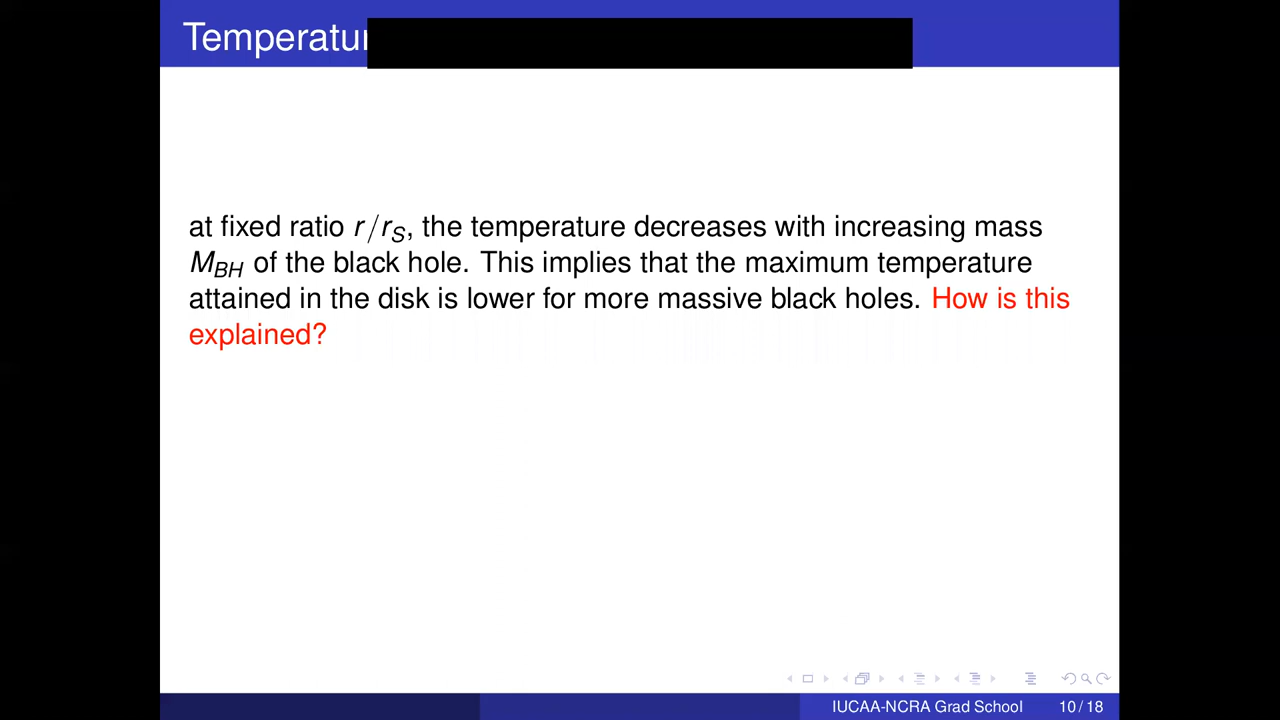 at fixed ratio r/rS, the temperature decreases with increasing mass
MBH of the black hole. This implies that the maximum temperature
attained in the disk is lower for more massive black holes. How is this
explained?
IUCAA-NCRA Grad School 10/18